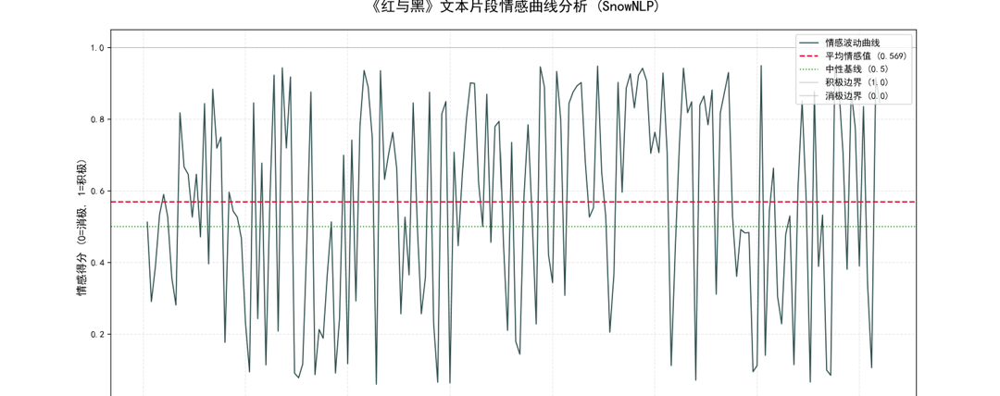 《红与黑》文本片段情感曲线分析 (SnowNLP)
情感波动曲线
平均情感值 (0.569)
中性基线 (0.5)
积极边界 (1.0)
消极边界 (0.0)
情感得分 (0=消极, 1=积极)
1.0
0.8
0.6
0.4
0.2